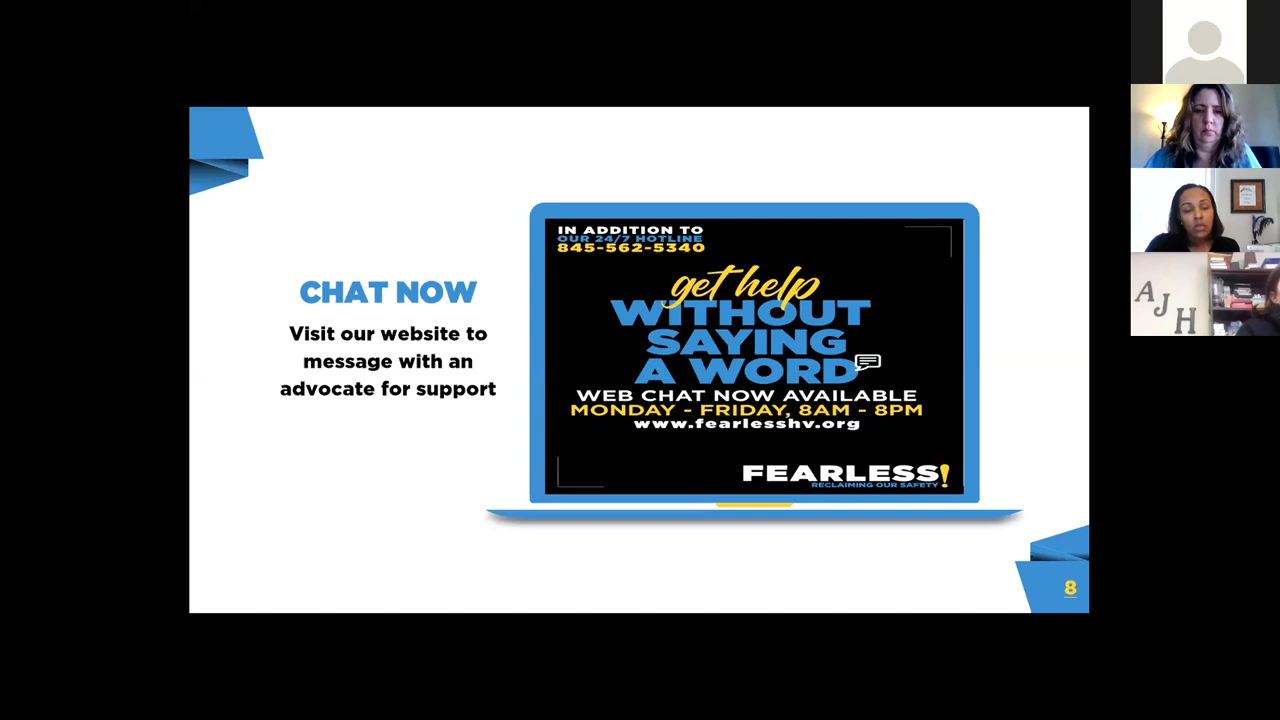 CHAT NOW
Visit our website to
message with an
advocate for support
IN ADDITION TO
OUR 24/7 HOTLINE
845-562-5340
get help
WITHOUT
SAYING
A WORD
WEB CHAT NOW AVAILABLE
MONDAY - FRIDAY, 8AM - 8PM
www.fearlesshv.org
FEARLESS!
RECLAIMING OUR SAFETY
8
AJH